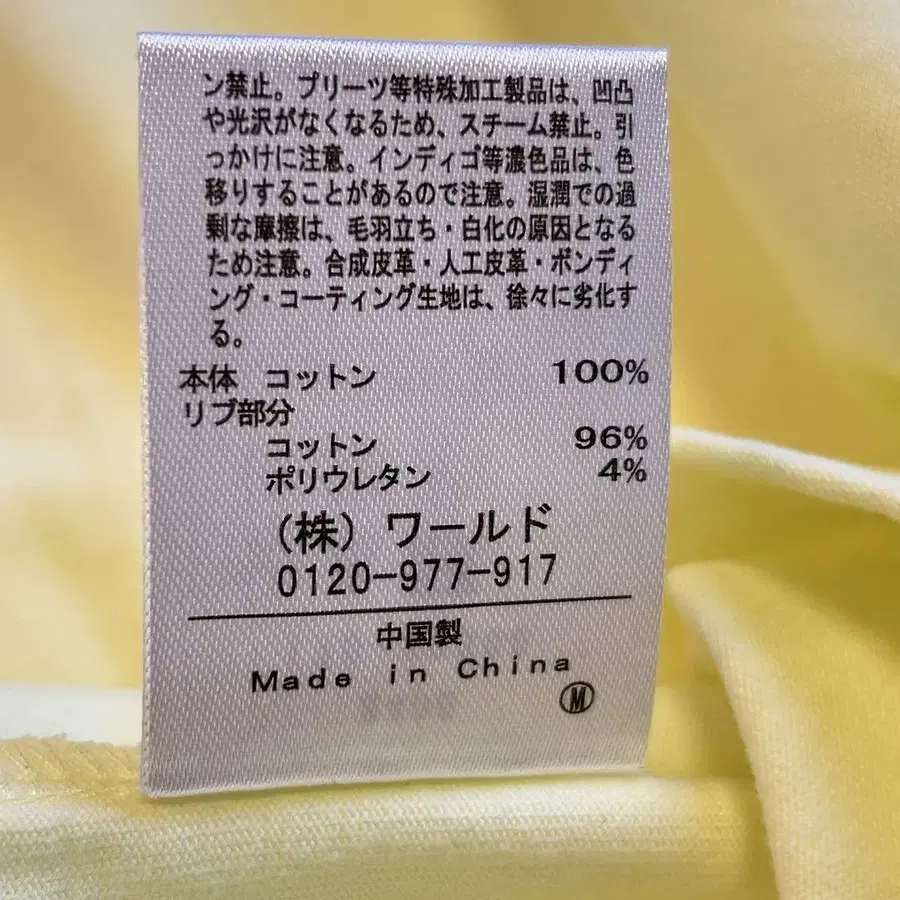 ン禁止。プリーツ等特殊加工製品は、凹凸
や光沢がなくなるため、スチーム禁止。引
っかけに注意。インディゴ等濃色品は、色
移りすることがあるので注意。湿潤での過
剰な摩擦は、毛羽立ち・白化の原因となる
ため注意。合成皮革・人工皮革・ボンディ
ング・コーティング生地は、徐々に劣化す
る。
本体 コットン 100%
リブ部分
コットン 96%
ポリウレタン 4%
(株) ワールド
0120-977-917
中国製
Made in China
M